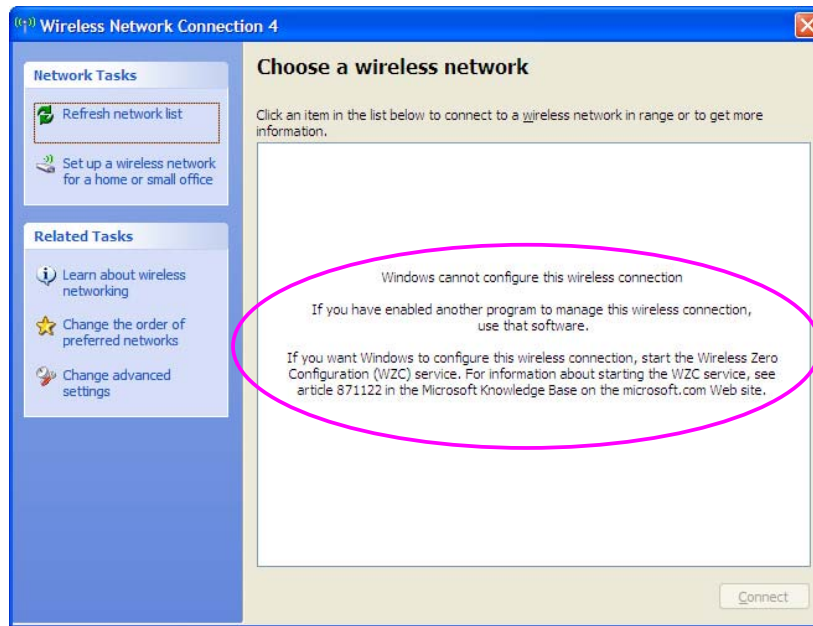 Wireless Network Connection 4
Network Tasks
Refresh network list
Set up a wireless network
for a home or small office
Related Tasks
Learn about wireless
networking
Change the order of
preferred networks
Change advanced
settings
Choose a wireless network
Click an item in the list below to connect to a wireless network in range or to get more
information.
Windows cannot configure this wireless connection
If you have enabled another program to manage this wireless connection,
use that software.
If you want Windows to configure this wireless connection, start the Wireless Zero
Configuration (WZC) service. For information about starting the WZC service, see
article 871122 in the Microsoft Knowledge Base on the microsoft.com Web site.
Connect